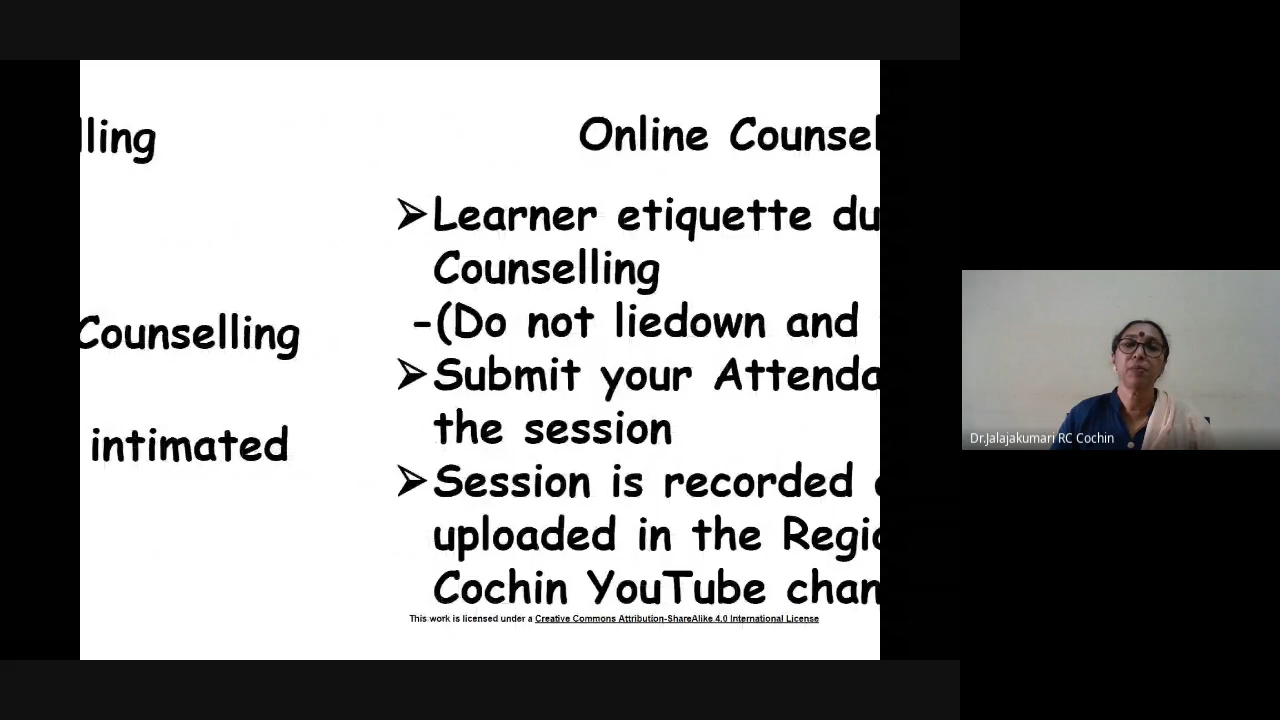 lling
Counselling
intimated
Online Counsel
➢Learner etiquette du
Counselling
-(Do not liedown and
➢Submit your Attenda
the session
➢Session is recorded
uploaded in the Regio
Cochin YouTube chan
This work is licensed under a Creative Commons Attribution-ShareAlike 4.0 International License
Dr.Jalajakumari RC Cochin